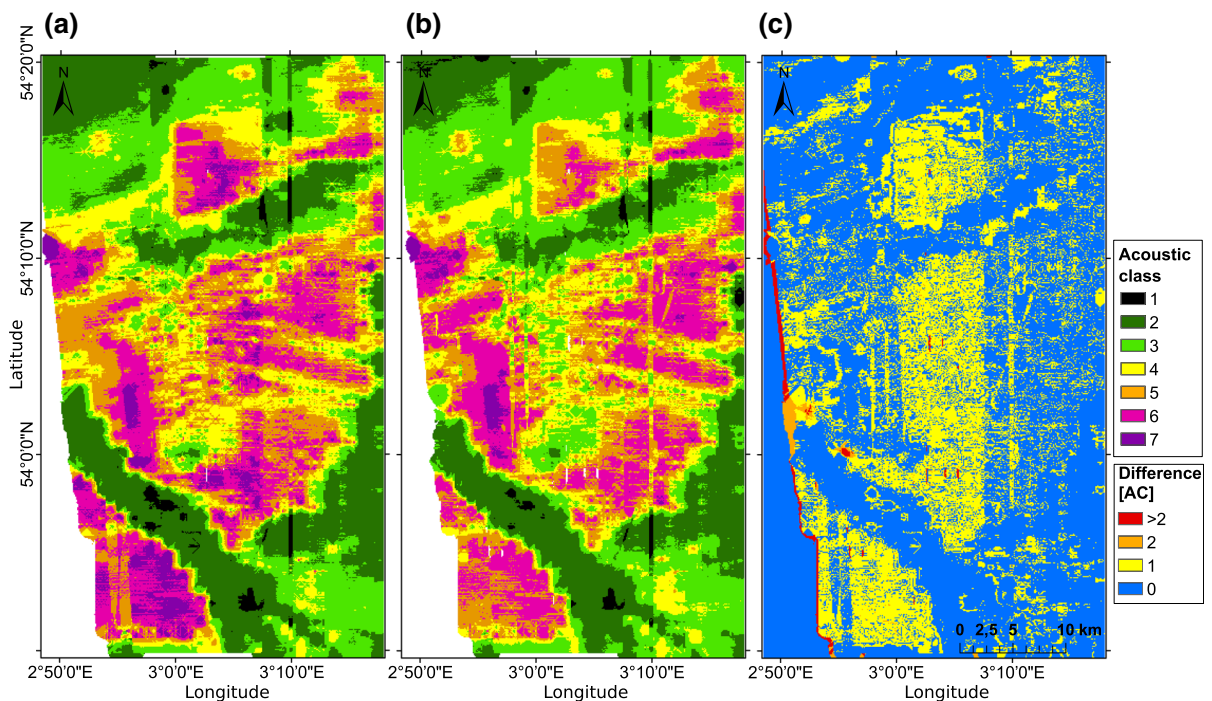 (a)
(b)
(c)
N
N
N
54°20'0"N
54°10'0"N
54°0'0"N
Latitude
2°50'0"E
3°0'0"E
3°10'0"E
Longitude
2°50'0"E
3°0'0"E
3°10'0"E
Longitude
2°50'0"E
3°0'0"E
3°10'0"E
Longitude
0 2,5 5 10 km
Acoustic
class
1
2
3
4
5
6
7
Difference
[AC]
>2
2
1
0